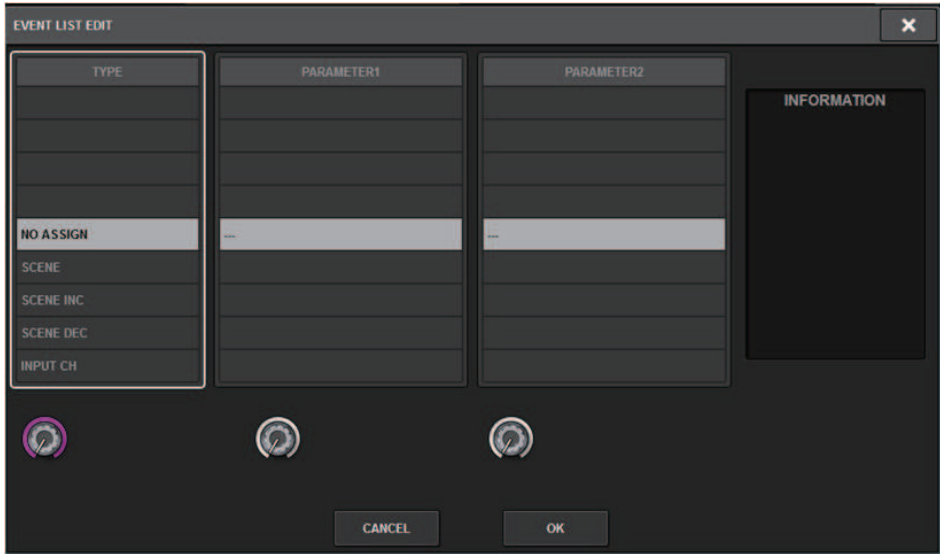 EVENT LIST EDIT
TYPE
PARAMETER1
PARAMETER2
INFORMATION
NO ASSIGN
---
---
SCENE
SCENE INC
SCENE DEC
INPUT CH
CANCEL
OK